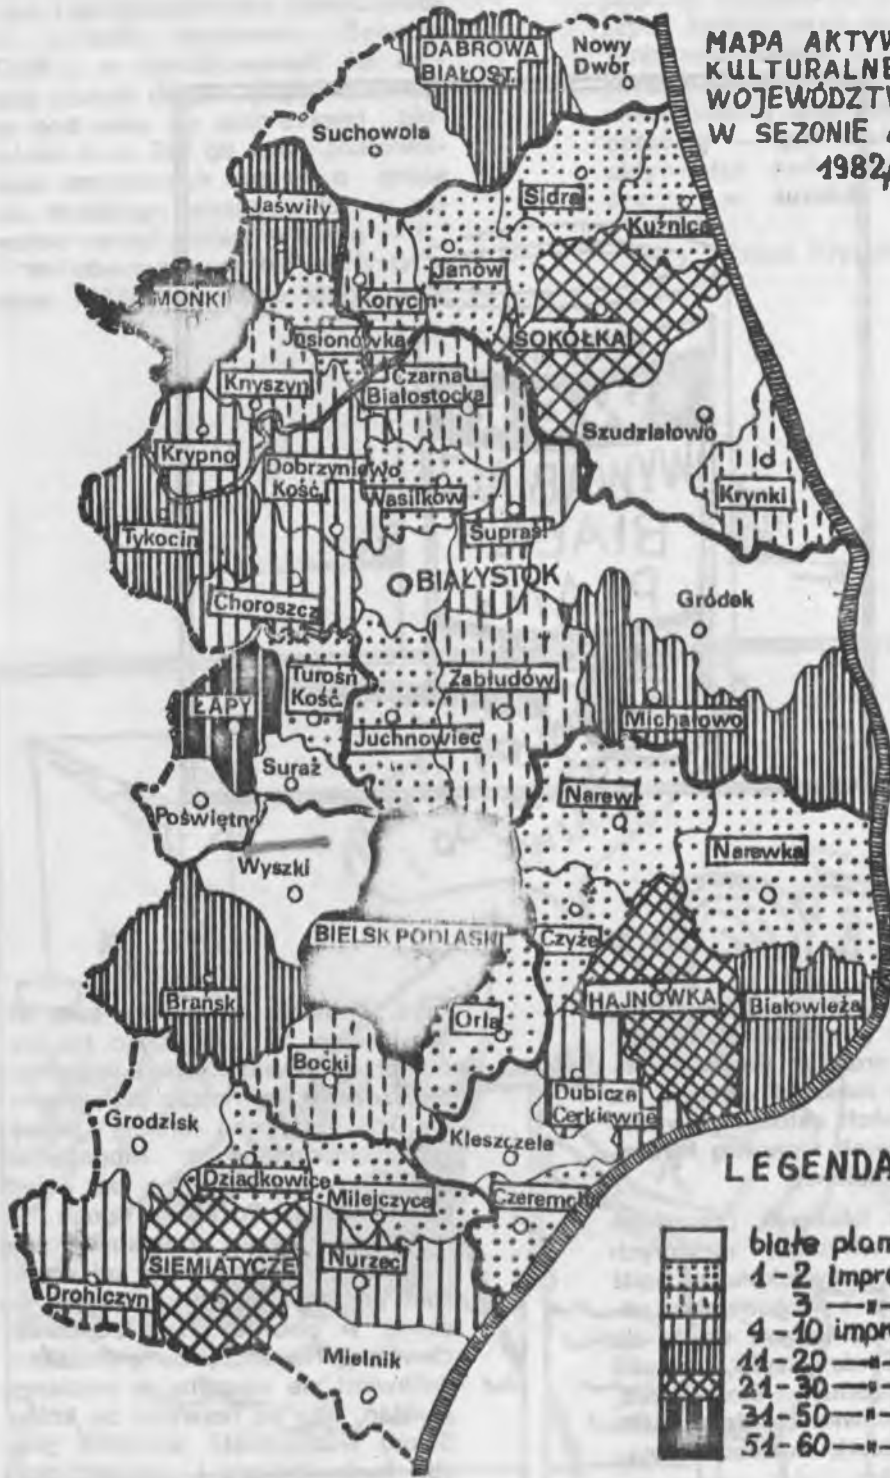 MAPA AKTYW
KULTURALNE
WOJEWÓDZTW
W SEZONIE
1982/
DĄBROWA
BIAŁOST.
Nowy
Dwór
Suchowola
Sidra
Kuźnica
Jaświły
Janów
Korycin
MONKI
Jasionówka
SOKÓŁKA
Knyszyn
Czarna
Białostocka
Szudziałowo
Krypno
Dobrzyniewo
Kość.
Wasilków
Krynki
Tykocin
Supraśl
Choroszcz
BIAŁYSTOK
Gródek
Turośń
Kość.
Zabłudów
ŁAPY
Michałowo
Juchnowiec
Suraż
Narew
Poświętne
Narewka
Wyszki
BIELSK PODLASKI
Czyże
Brańsk
Orla
HAJNÓWKA
Białowieża
Boćki
Dubicze
Cerkiewne
Grodzisk
Kleszczele
Dziadkowice
Milejczyce
Czeremch
SIEMIATYCZE
Nurzec
Drohiczyn
Mielnik
LEGENDA
białe plam
1-2 impre
3 —"—
4-10 impr
11-20 —"—
21-30 —"—
31-50 —"—
51-60 —"—